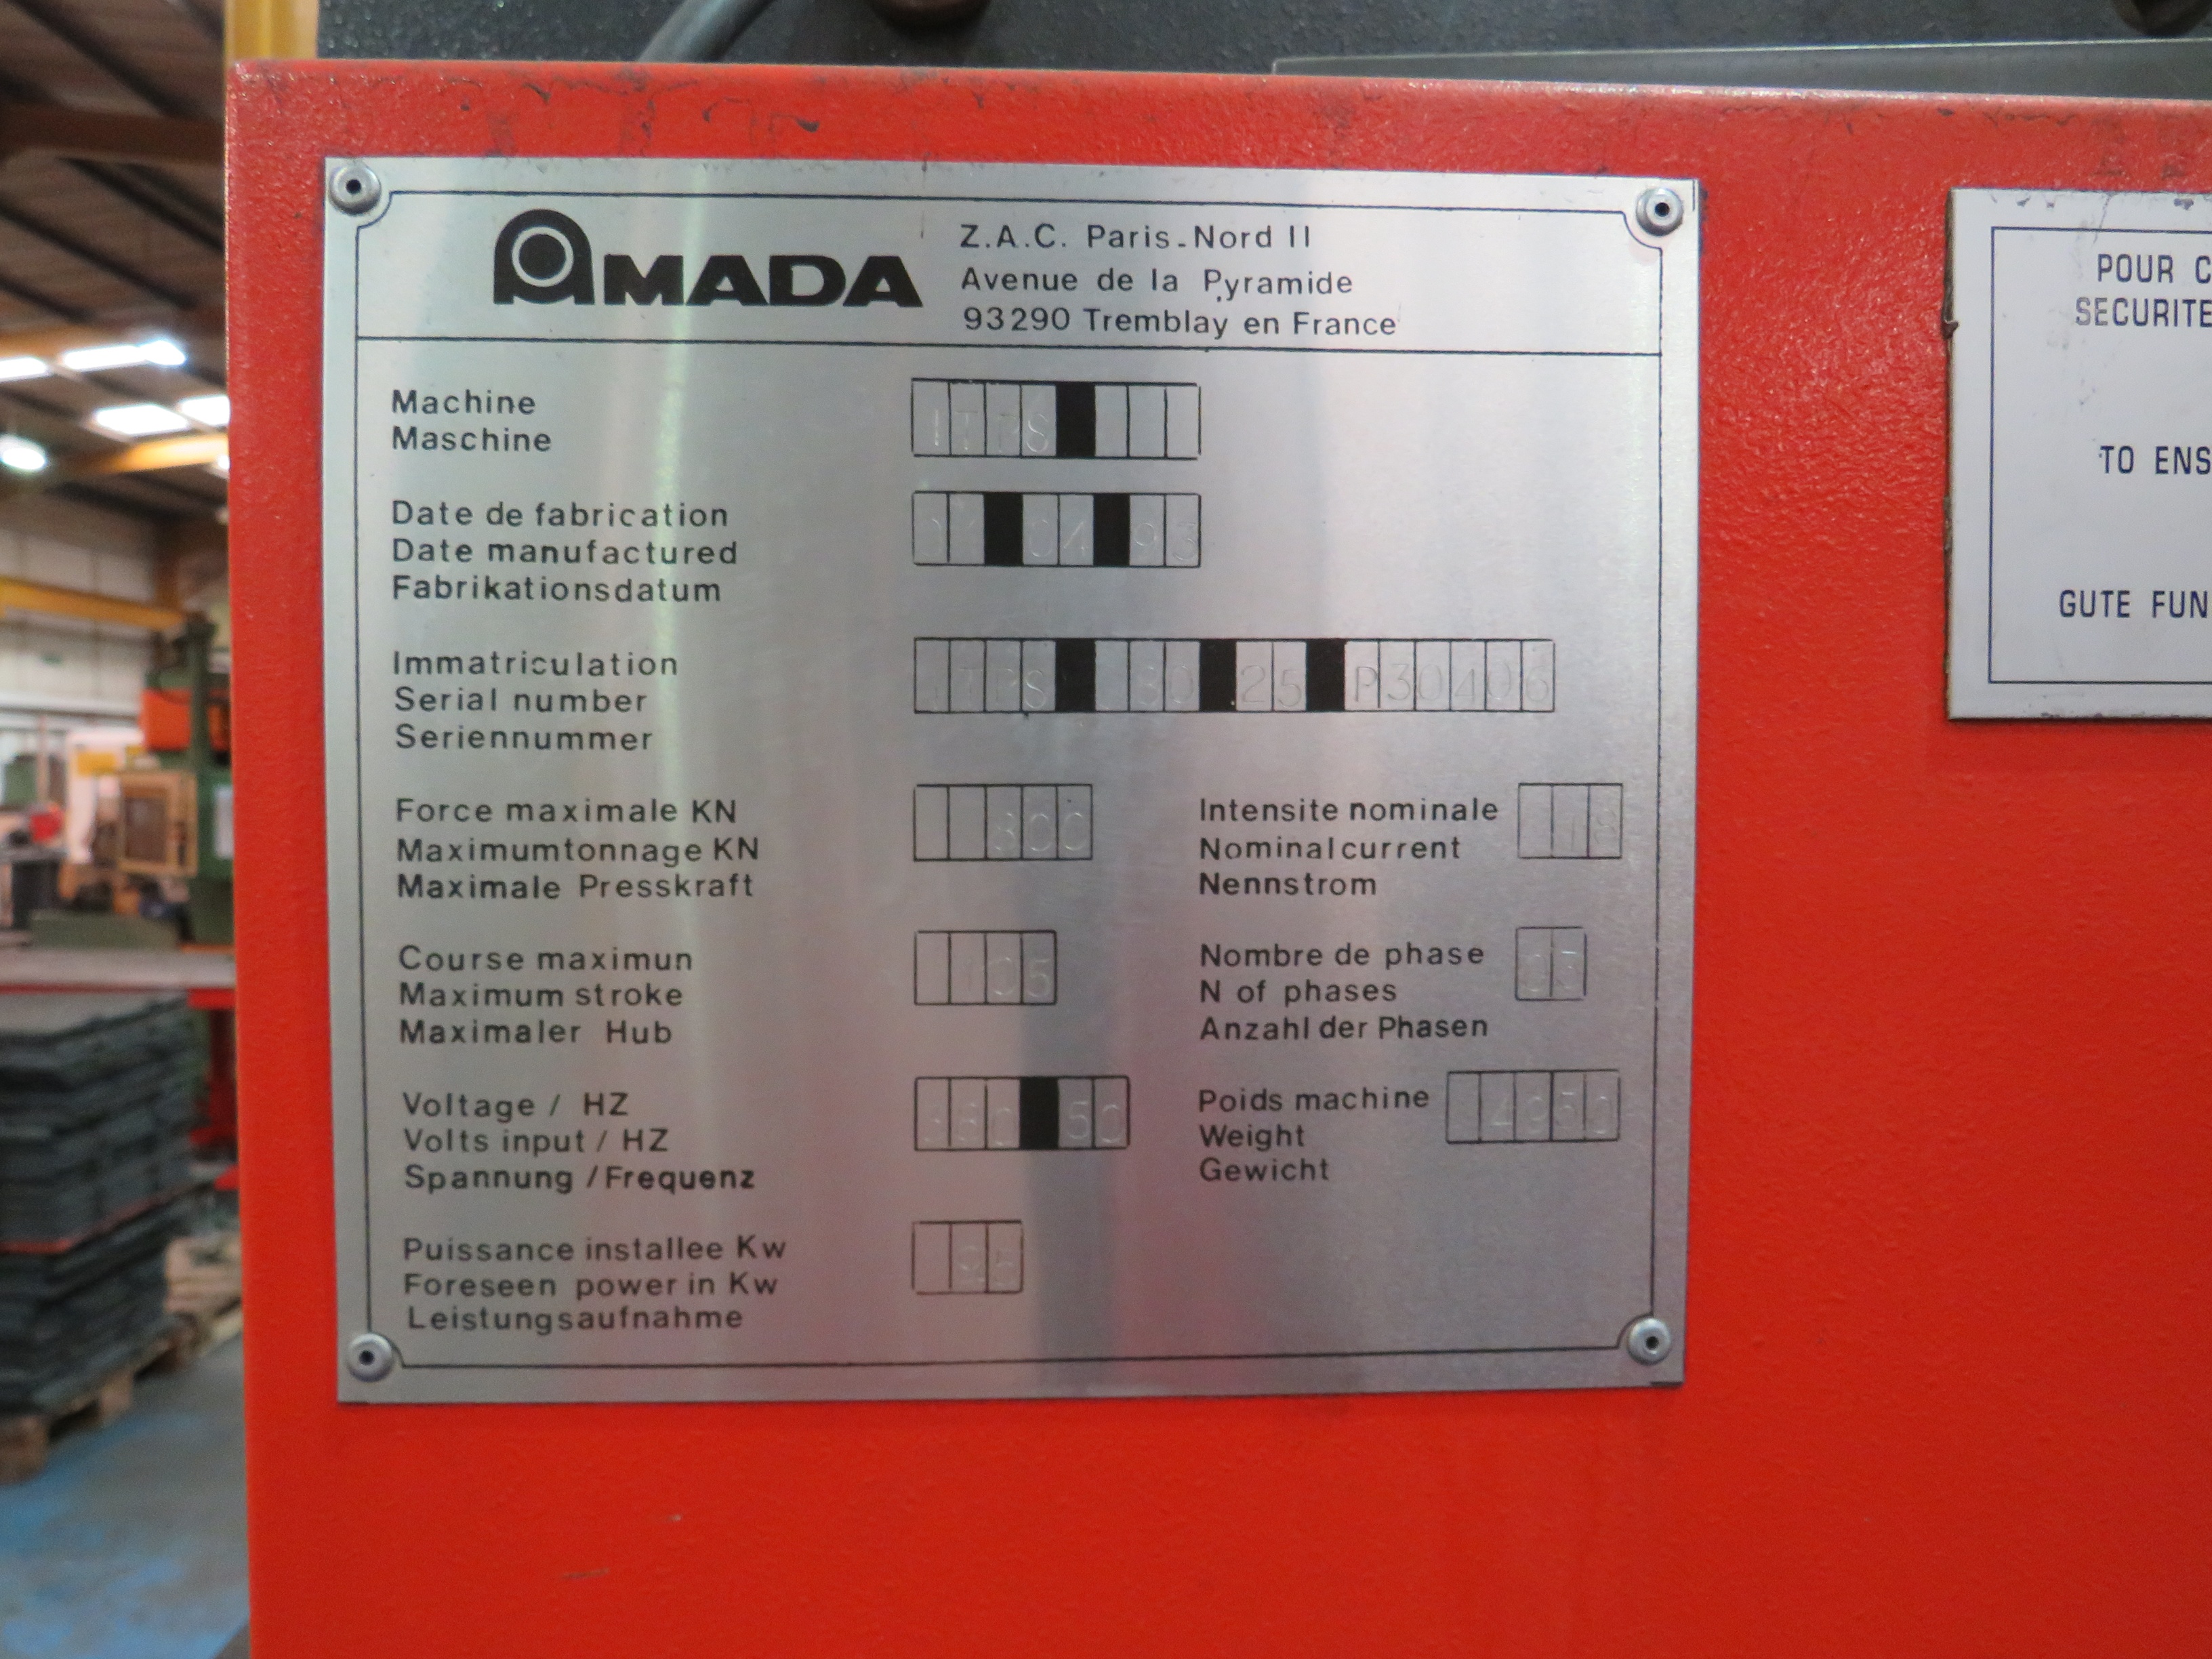 AMADA
Z.A.C. Paris-Nord II
Avenue de la Pyramide
93290 Tremblay en France
Machine
Maschine
ITPS
Date de fabrication
Date manufactured
Fabrikationsdatum
01 04 93
Immatriculation
Serial number
Seriennummer
ITPS 80 25 P30406
Force maximale KN
Maximumtonnage KN
Maximale Presskraft
800
Intensite nominale
Nominal current
Nennstrom
18
Course maximun
Maximum stroke
Maximaler Hub
105
Nombre de phase
N of phases
Anzahl der Phasen
03
Voltage / HZ
Volts input / HZ
Spannung / Frequenz
50
Poids machine
Weight
Gewicht
4950
Puissance installee Kw
Foreseen power in Kw
Leistungsaufnahme
POUR C
SECURITE
TO ENS
GUTE FUN